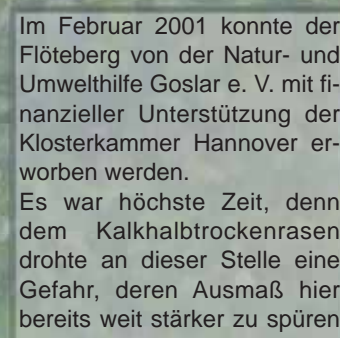 Im Februar 2001 konnte der
Flöteberg von der Natur- und
Umwelthilfe Goslar e. V. mit fi-
nanzieller Unterstützung der
Klosterkammer Hannover er-
worben werden.
Es war höchste Zeit, denn
dem Kalkhalbtrockenrasen
drohte an dieser Stelle eine
Gefahr, deren Ausmaß hier
bereits weit stärker zu spüren